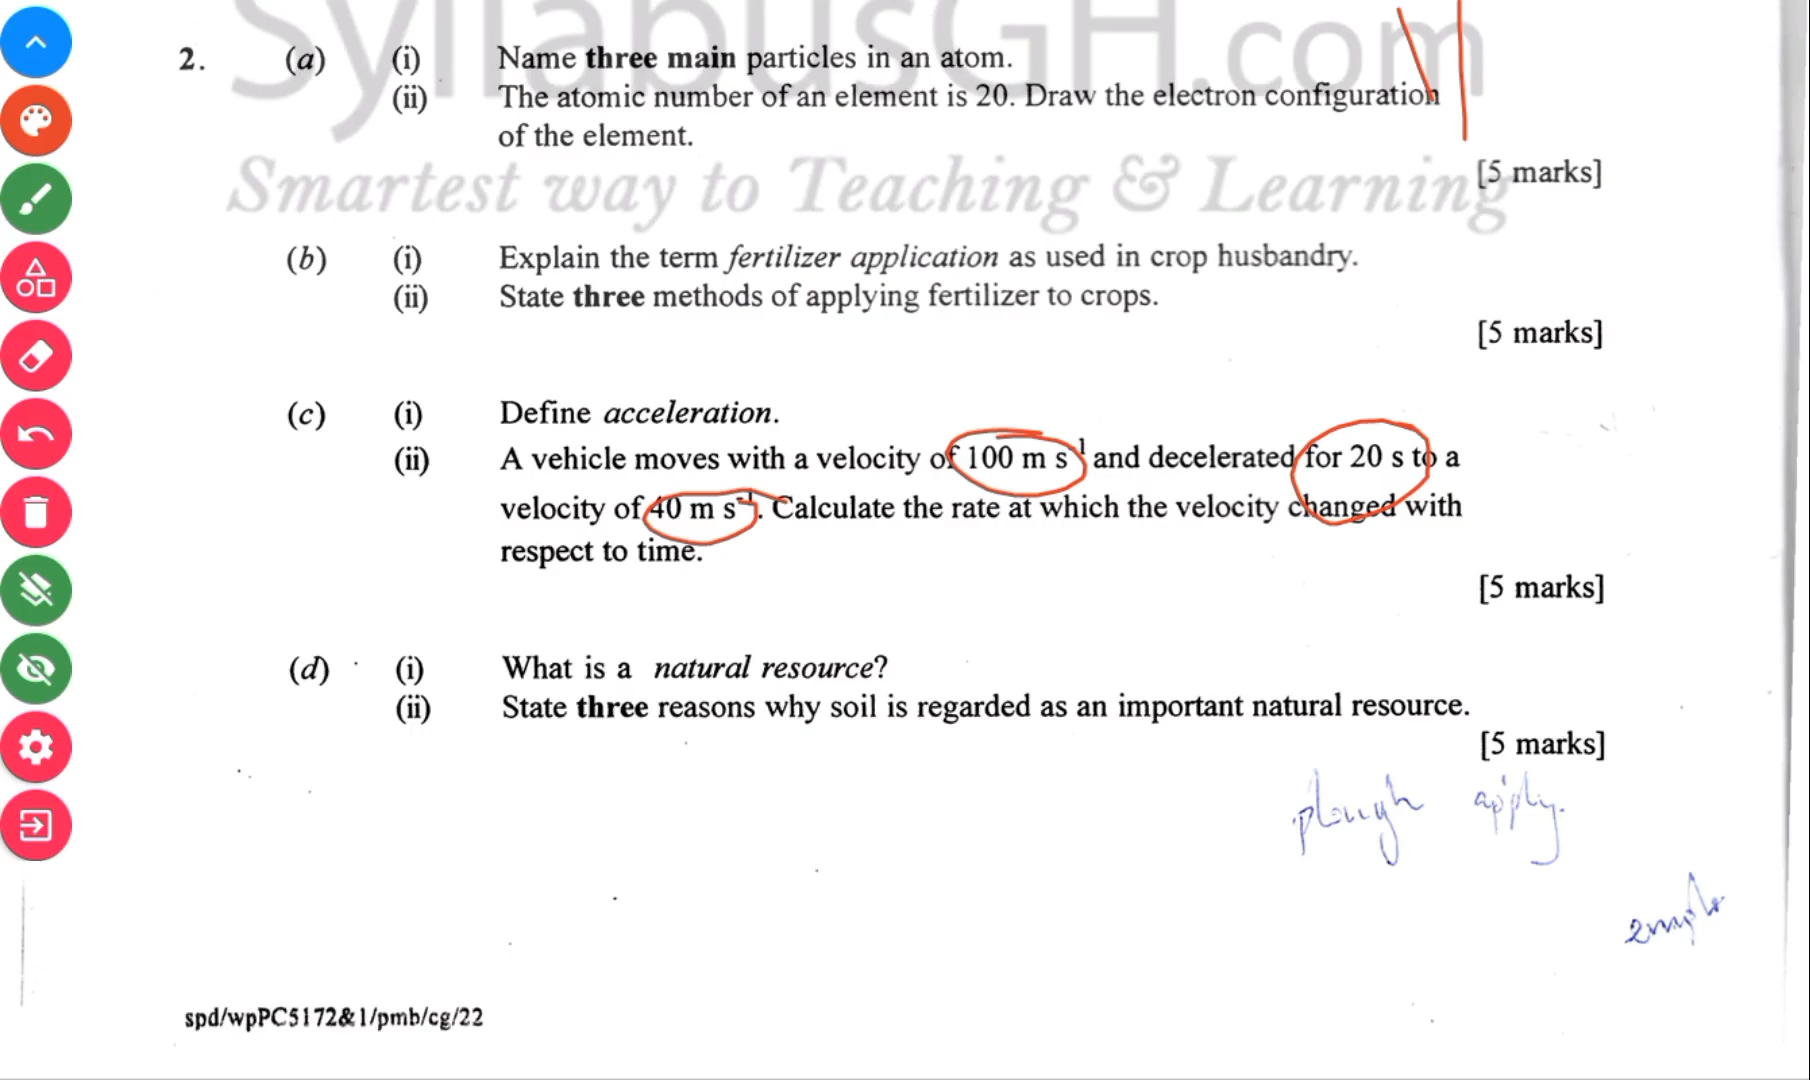 SyllabusGH.com
2. (a) (i) Name three main particles in an atom.
(ii) The atomic number of an element is 20. Draw the electron configuration
of the element.
Smartest way to Teaching & Learning
[5 marks]
(b) (i) Explain the term fertilizer application as used in crop husbandry.
(ii) State three methods of applying fertilizer to crops.
[5 marks]
(c) (i) Define acceleration.
(ii) A vehicle moves with a velocity of 100 m s⁻¹ and decelerated for 20 s to a
velocity of 40 m s⁻¹. Calculate the rate at which the velocity changed with
respect to time.
[5 marks]
(d) (i) What is a natural resource?
(ii) State three reasons why soil is regarded as an important natural resource.
[5 marks]
plough apply.
spd/wpPC5172&1/pmb/cg/22